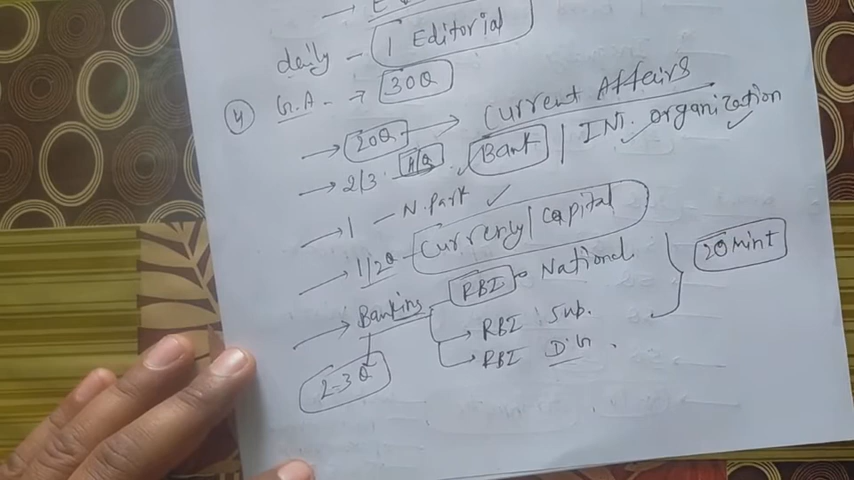 daily - 1 Editorial
4 G.A - → 30Q
→ 20Q → Current Affairs
→ 2/3. H/Q ✓ Bank | INT. ✓ organization ✓
→ 1 - N. Park ✓
→ 1/2Q - Currency / Capital
→ Banking - RBI National 20 Mint
→ RBI Sub.
→ RBI
2-3Q